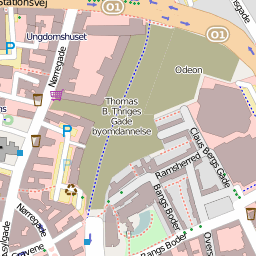 Stationsvej
O1
Ungdomshuset
Nørregade
P
Odeon
O1
Thomas
B. Thriges
Gade
byomdannelse
P
Claus Bergs Gade
Ramsherred
Bangs Boder
Nørregade
P
Bangs Boder